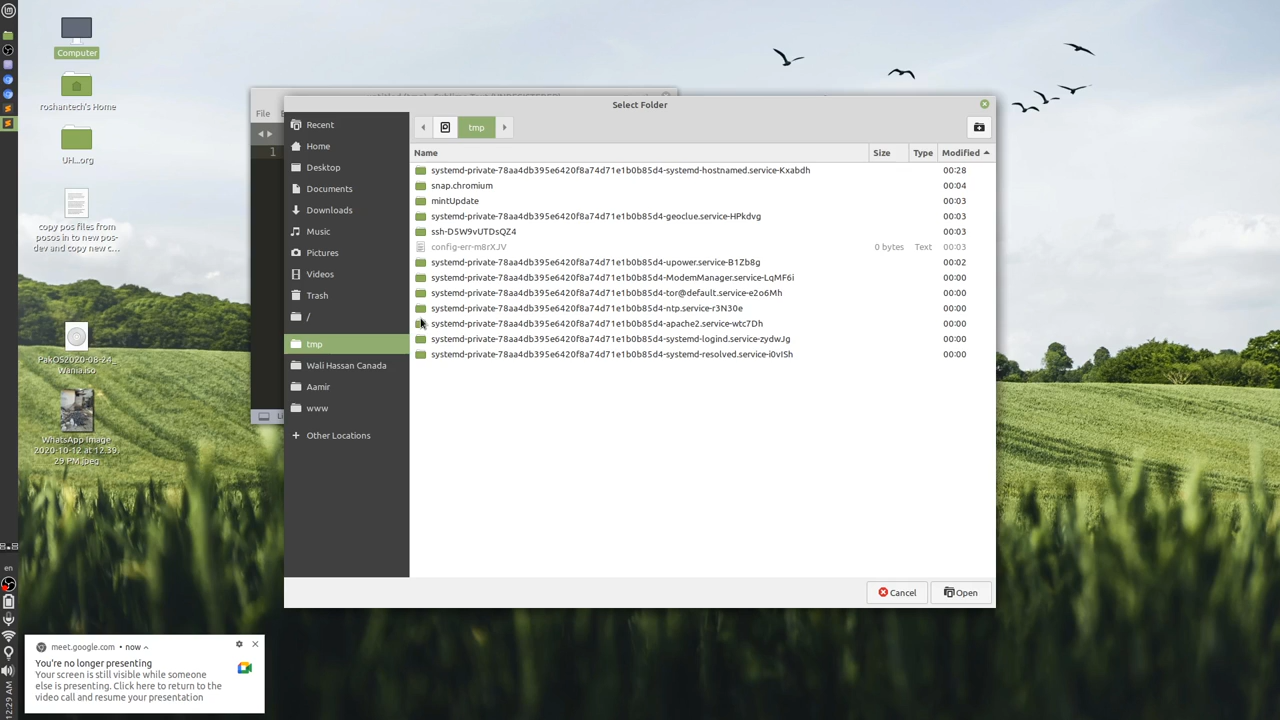 Computer
roshantech's Home
UH...org
copy pos files from
posos in to new pos-
dev and copy new c...
PakOS2020-08-24_
Wania.iso
WhatsApp Image
2020-10-12 at 12.39.
29 PM.jpeg
en
12:29 AM
File
1
Select Folder
Recent
Home
Desktop
Documents
Downloads
Music
Pictures
Videos
Trash
/
tmp
Wali Hassan Canada
Aamir
www
Other Locations
tmp
Name Size Type Modified
systemd-private-78aa4db395e6420f8a74d71e1b0b85d4-systemd-hostnamed.service-Kxabdh 00:28
snap.chromium 00:04
mintUpdate 00:03
systemd-private-78aa4db395e6420f8a74d71e1b0b85d4-geoclue.service-HPkdvg 00:03
ssh-D5W9vUTDsQZ4 00:03
config-err-m8rXJV 0 bytes Text 00:03
systemd-private-78aa4db395e6420f8a74d71e1b0b85d4-upower.service-B1Zb8g 00:02
systemd-private-78aa4db395e6420f8a74d71e1b0b85d4-ModemManager.service-LqMF6i 00:00
systemd-private-78aa4db395e6420f8a74d71e1b0b85d4-tor@default.service-e2o6Mh 00:00
systemd-private-78aa4db395e6420f8a74d71e1b0b85d4-ntp.service-r3N30e 00:00
systemd-private-78aa4db395e6420f8a74d71e1b0b85d4-apache2.service-wtc7Dh 00:00
systemd-private-78aa4db395e6420f8a74d71e1b0b85d4-systemd-logind.service-zydwJg 00:00
systemd-private-78aa4db395e6420f8a74d71e1b0b85d4-systemd-resolved.service-i0vISh 00:00
Cancel
Open
meet.google.com • now
You're no longer presenting
Your screen is still visible while someone
else is presenting. Click here to return to the
video call and resume your presentation